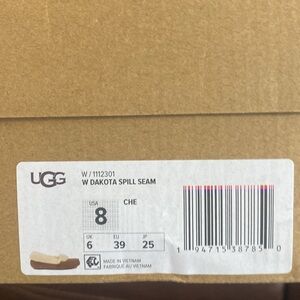 UGG
W / 1112301
W DAKOTA SPILL SEAM
USA
8
CHE
UK EU JP
6 39 25
MADE IN VIETNAM
FABRIQUÉ AU VIETNAM
1 94715 38785 0